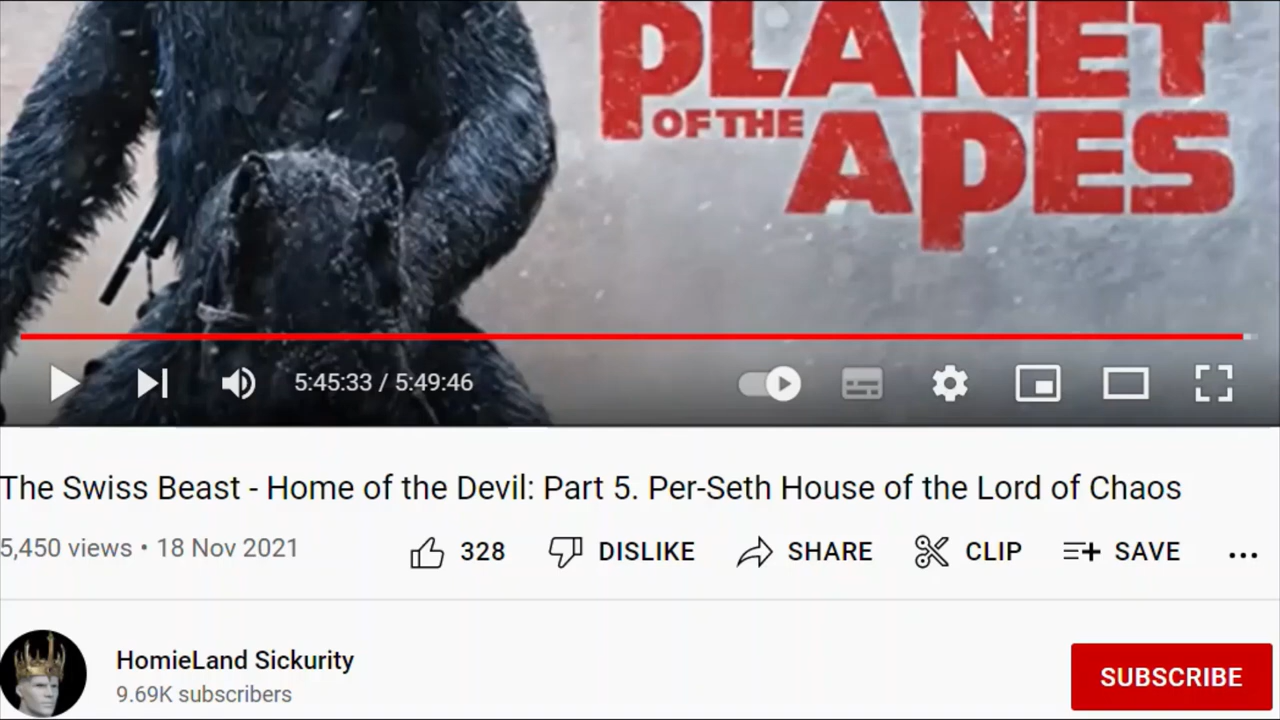 PLANET
OF THE
APES
5:45:33 / 5:49:46
The Swiss Beast - Home of the Devil: Part 5. Per-Seth House of the Lord of Chaos
5,450 views • 18 Nov 2021
328
DISLIKE
SHARE
CLIP
SAVE
HomieLand Sickurity
9.69K subscribers
SUBSCRIBE